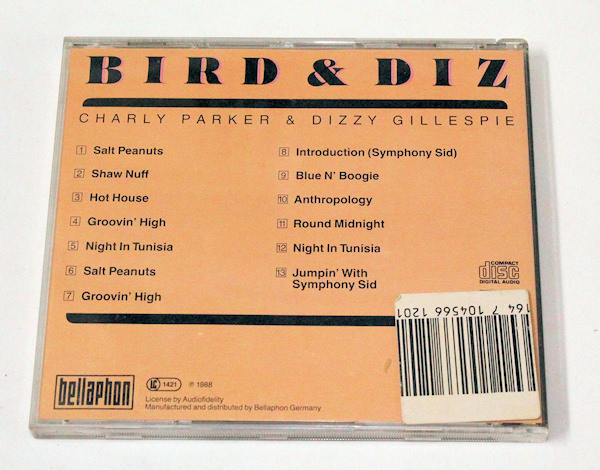 BIRD & DIZ
CHARLY PARKER & DIZZY GILLESPIE
1 Salt Peanuts
2 Shaw Nuff
3 Hot House
4 Groovin' High
5 Night In Tunisia
6 Salt Peanuts
7 Groovin' High
8 Introduction (Symphony Sid)
9 Blue N' Boogie
10 Anthropology
11 Round Midnight
12 Night In Tunisia
13 Jumpin' With
Symphony Sid
COMPACT
disc
DIGITAL AUDIO
164 7 104566 1201
bellaphon
LC 1421
℗ 1988
License by Audiofidelity
Manufactured and distributed by Bellaphon Germany